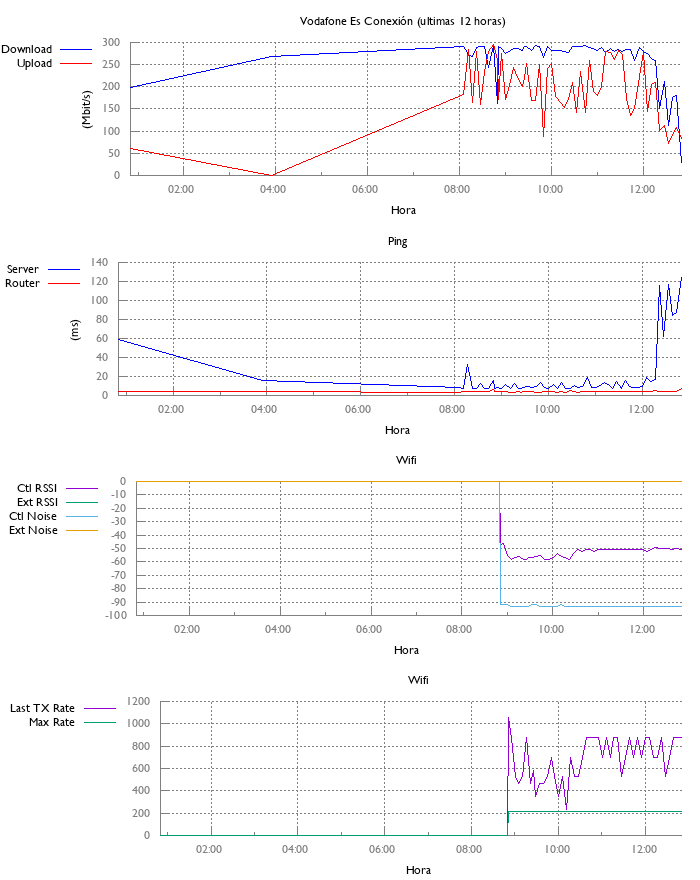 Vodafone Es Conexión (ultimas 12 horas)
Download
Upload
(Mbit/s)
300
250
200
150
100
50
0
02:00 04:00 06:00 08:00 10:00 12:00
Hora
Ping
Server
Router
(ms)
140
120
100
80
60
40
20
0
02:00 04:00 06:00 08:00 10:00 12:00
Hora
Wifi
Ctl RSSI
Ext RSSI
Ctl Noise
Ext Noise
0
-10
-20
-30
-40
-50
-60
-70
-80
-90
-100
02:00 04:00 06:00 08:00 10:00 12:00
Hora
Wifi
Last TX Rate
Max Rate
1200
1000
800
600
400
200
0
02:00 04:00 06:00 08:00 10:00 12:00
Hora